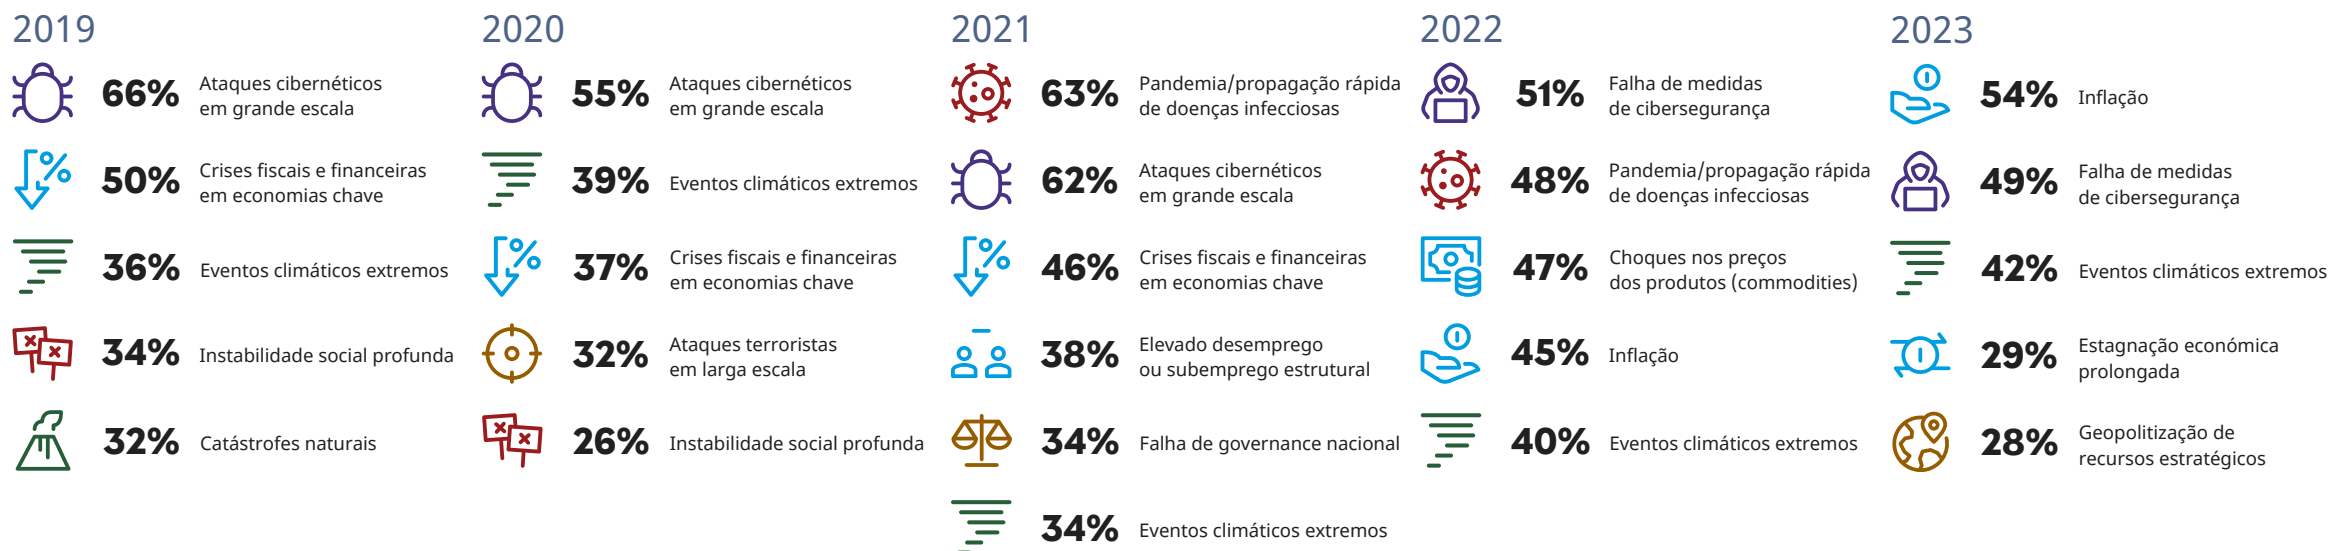 2019
66%
Ataques cibernéticos
em grande escala
50%
Crises fiscais e financeiras
em economias chave
36%
Eventos climáticos extremos
34%
Instabilidade social profunda
32%
Catástrofes naturais
2020
55%
Ataques cibernéticos
em grande escala
39%
Eventos climáticos extremos
37%
Crises fiscais e financeiras
em economias chave
32%
Ataques terroristas
em larga escala
26%
Instabilidade social profunda
2021
63%
Pandemia/propagação rápida
de doenças infecciosas
62%
Ataques cibernéticos
em grande escala
46%
Crises fiscais e financeiras
em economias chave
38%
Elevado desemprego
ou subemprego estrutural
34%
Falha de governance nacional
34%
Eventos climáticos extremos
2022
51%
Falha de medidas
de cibersegurança
48%
Pandemia/propagação rápida
de doenças infecciosas
47%
Choques nos preços
dos produtos (commodities)
45%
Inflação
40%
Eventos climáticos extremos
2023
54%
Inflação
49%
Falha de medidas
de cibersegurança
42%
Eventos climáticos extremos
29%
Estagnação económica
prolongada
28%
Geopolitização de
recursos estratégicos